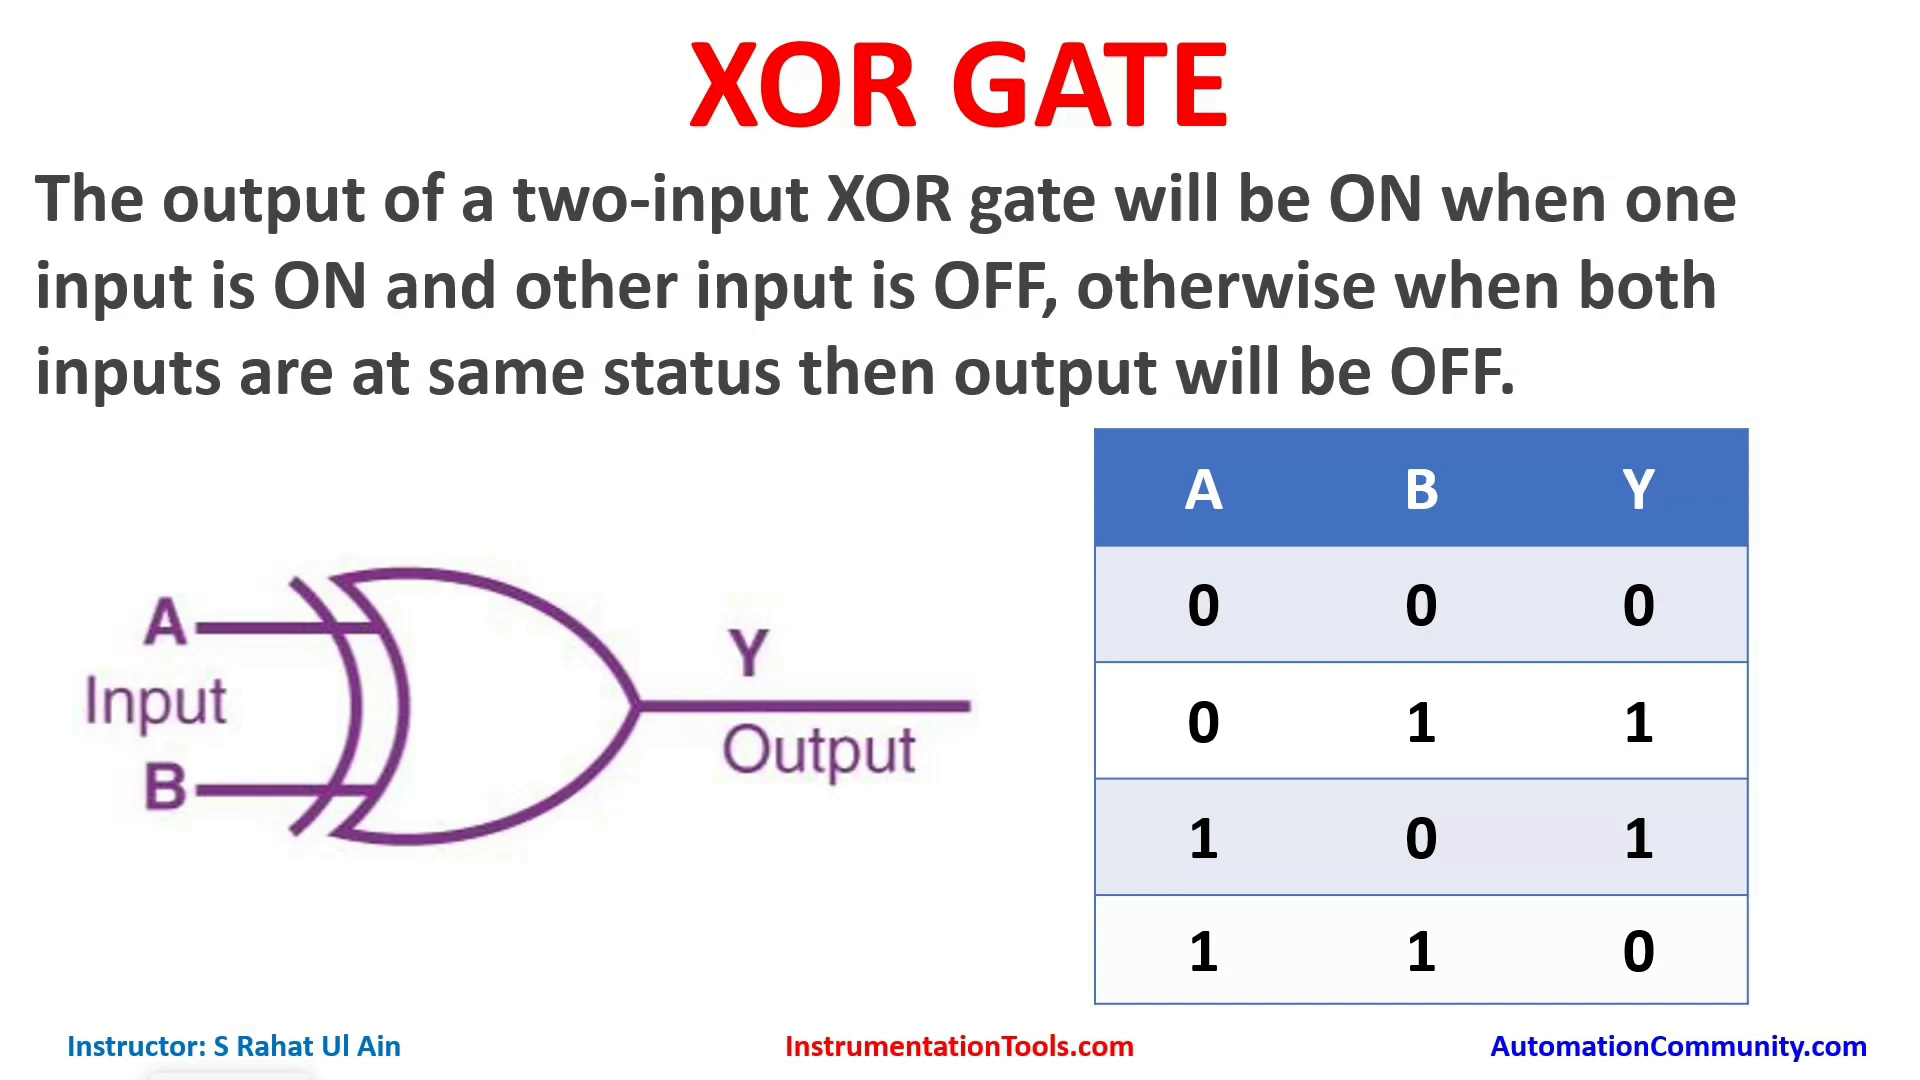 XOR GATE
The output of a two-input XOR gate will be ON when one
input is ON and other input is OFF, otherwise when both
inputs are at same status then output will be OFF.
A
Input
B
Y
Output
A B Y
0 0 0
0 1 1
1 0 1
1 1 0
Instructor: S Rahat Ul Ain
InstrumentationTools.com
AutomationCommunity.com